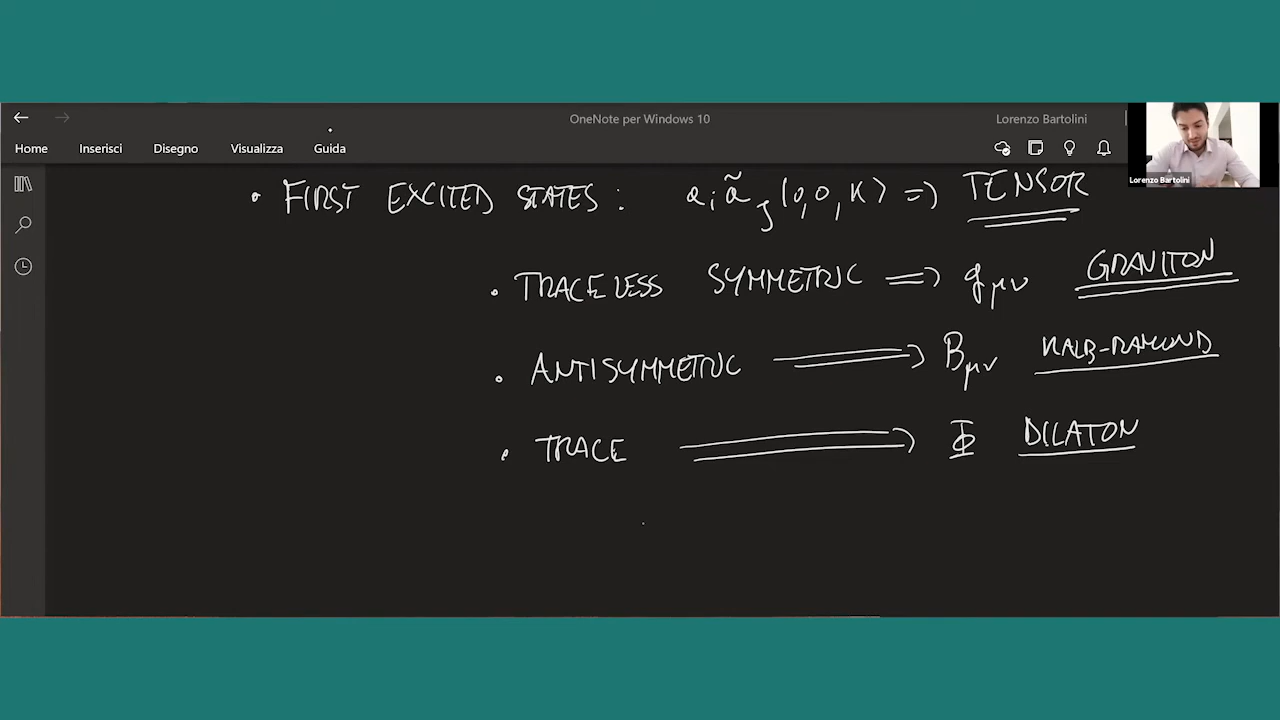 OneNote per Windows 10
Lorenzo Bartolini
Home Inserisci Disegno Visualizza Guida
Lorenzo Bartolini
• FIRST EXCITED STATES : α_i α̃_j |0,0,K> => TENSOR
• TRACELESS SYMMETRIC => g_μν GRAVITON
• ANTISYMMETRIC => B_μν KALB-RAMOND
• TRACE => Φ DILATON